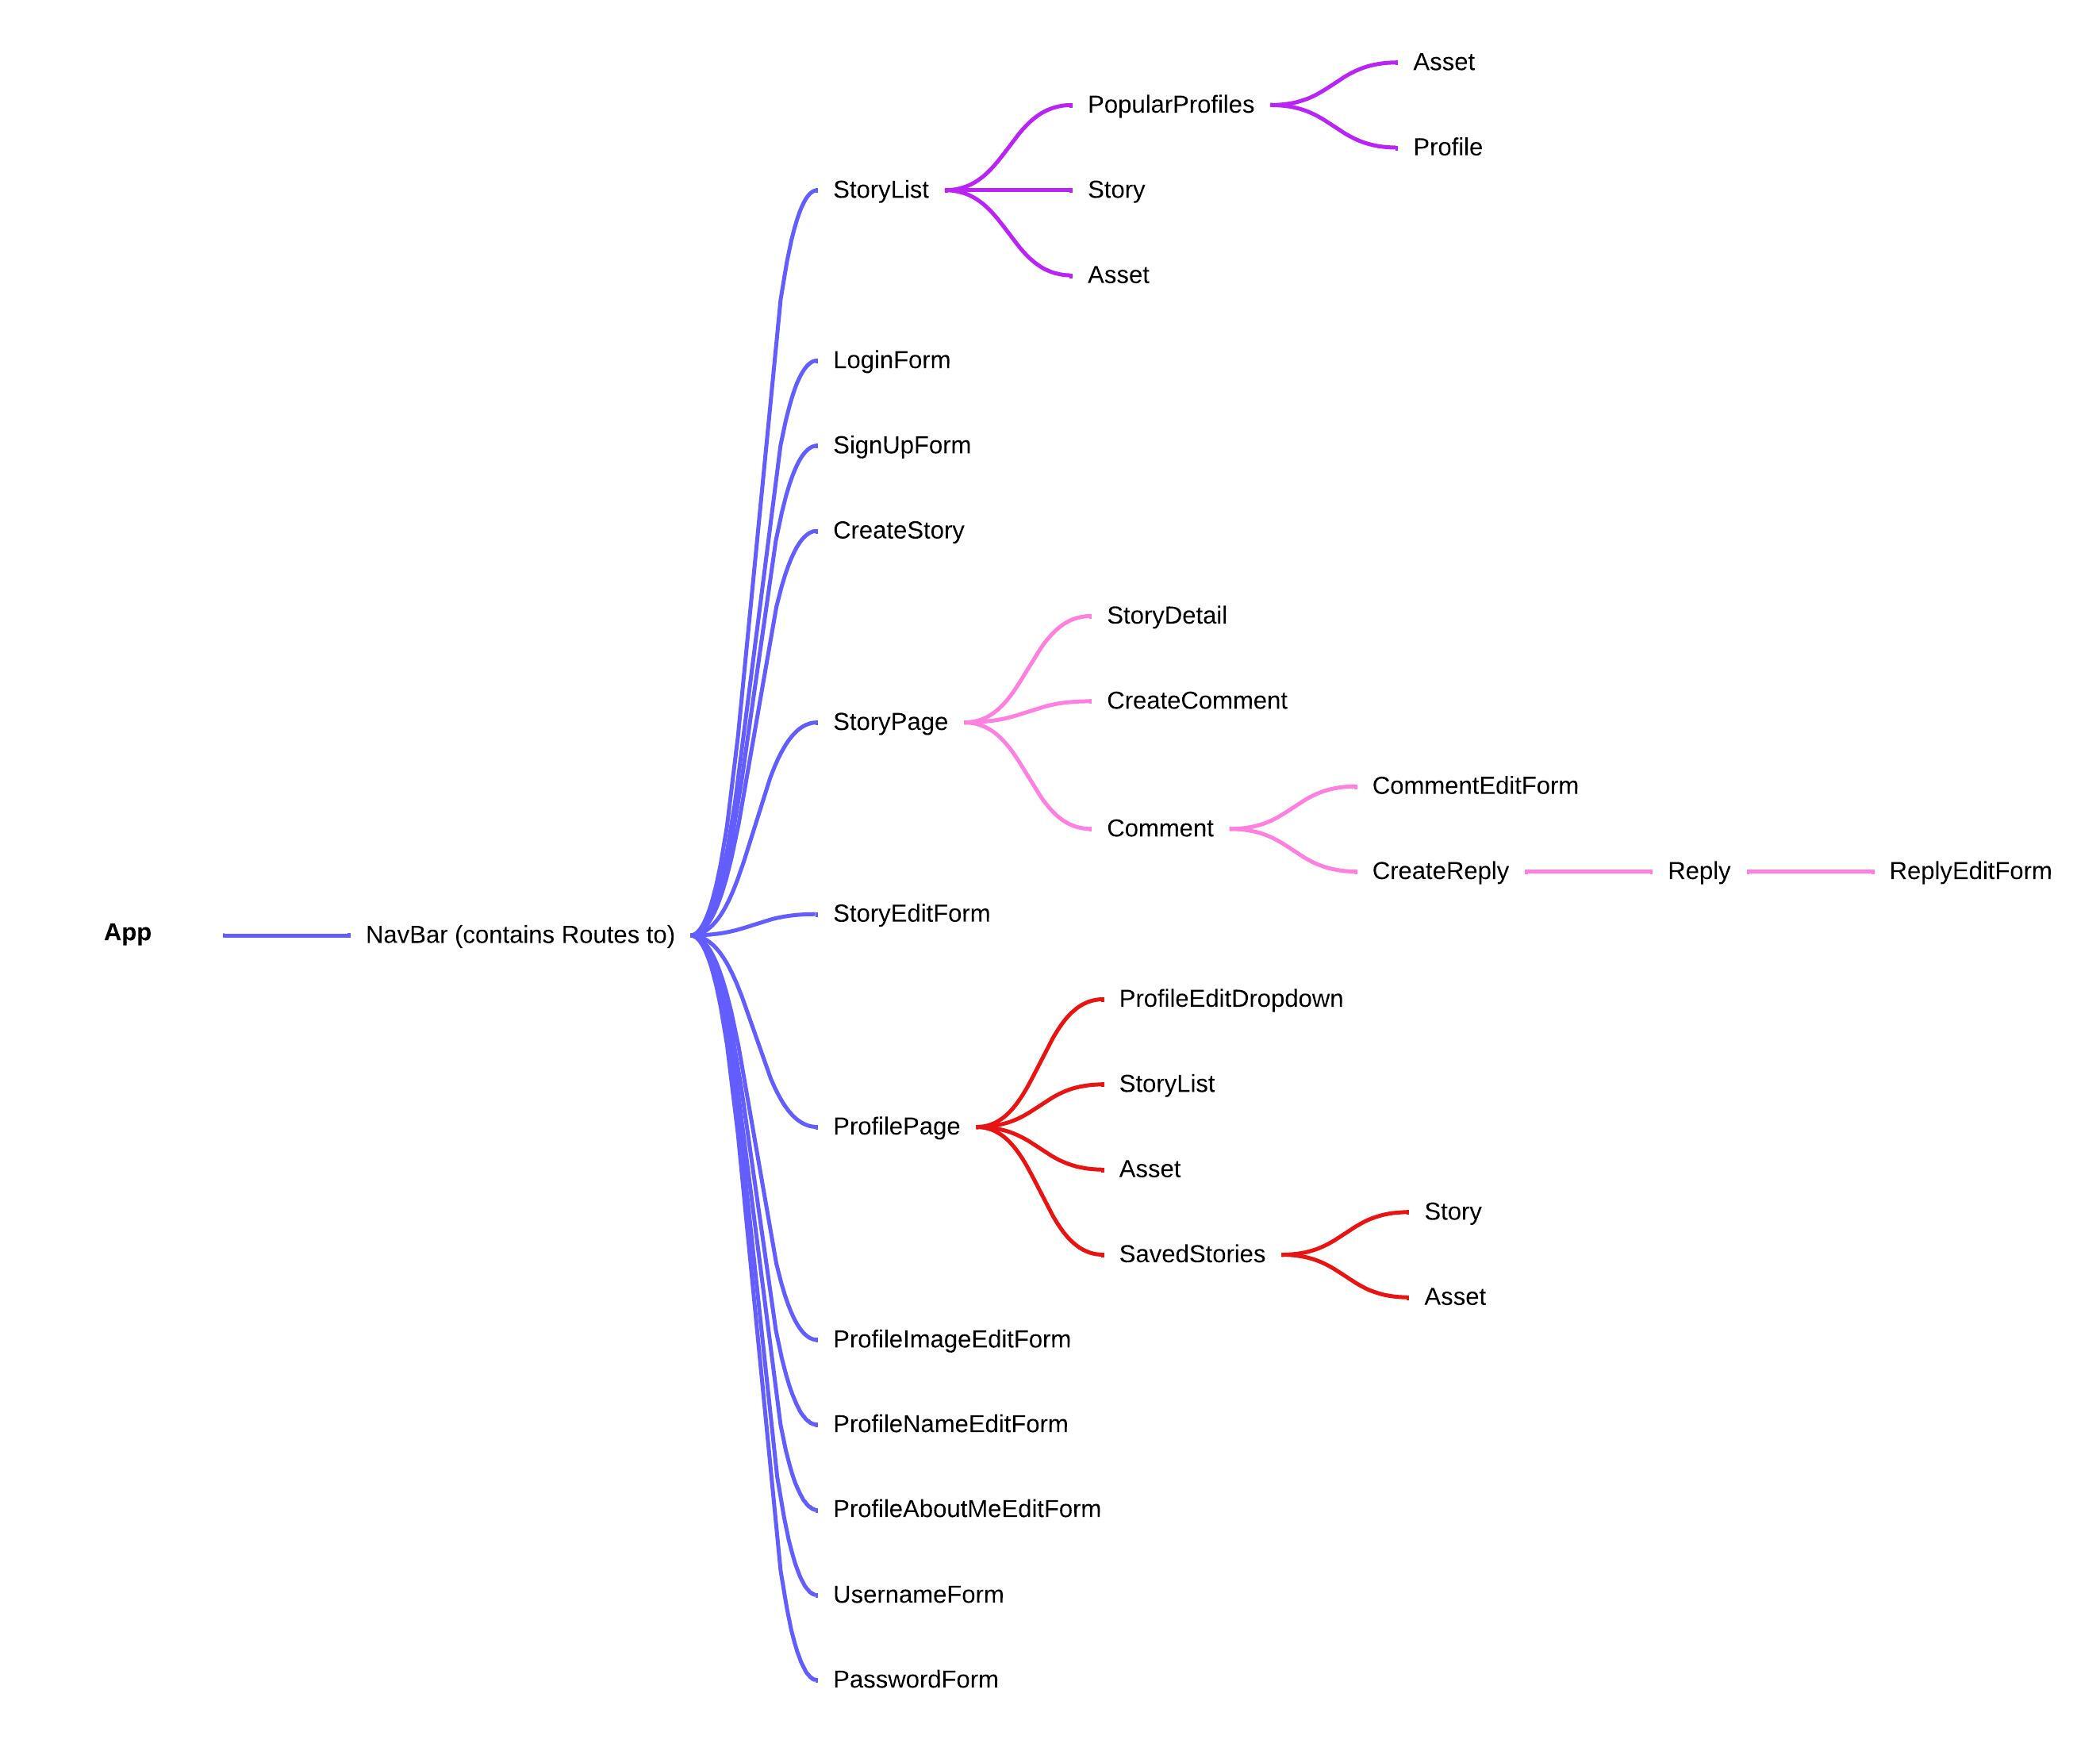 App
NavBar (contains Routes to)
StoryList
PopularProfiles
Asset
Profile
Story
Asset
LoginForm
SignUpForm
CreateStory
StoryPage
StoryDetail
CreateComment
Comment
CommentEditForm
CreateReply
Reply
ReplyEditForm
StoryEditForm
ProfilePage
ProfileEditDropdown
StoryList
Asset
SavedStories
Story
Asset
ProfileImageEditForm
ProfileNameEditForm
ProfileAboutMeEditForm
UsernameForm
PasswordForm